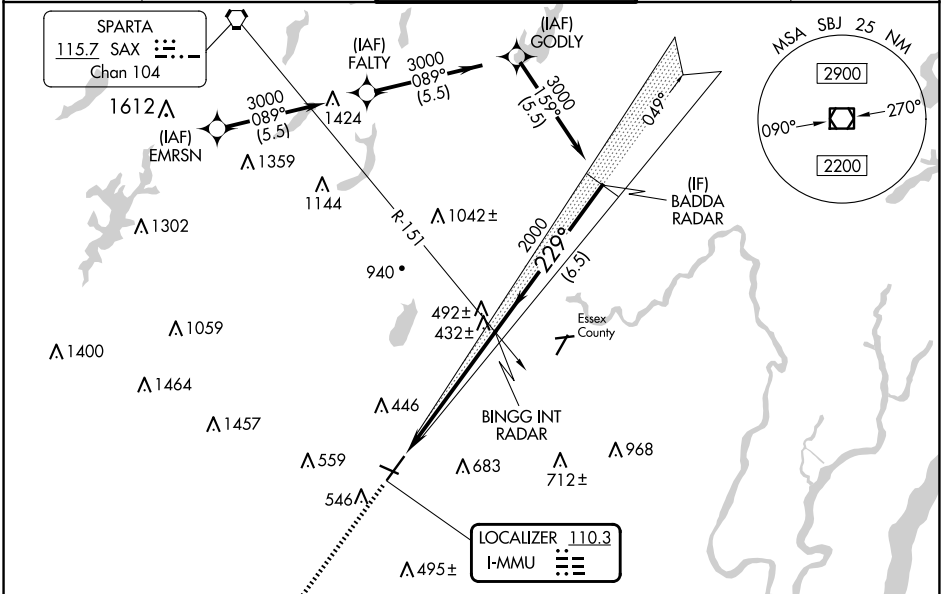 SPARTA
115.7 SAX
Chan 104
(IAF)
FALTY
(IAF)
GODLY
MSA SBJ 25 NM
2900
090°
270°
2200
3000
089°
(5.5)
3000
159°
(5.5)
049°
1612
3000
089°
(5.5)
1424
(IAF)
EMRSN
1359
1144
(IF)
BADDA
RADAR
1302
1042±
R-151
2000
229°
(6.5)
940
492±
432±
Essex
County
1059
1400
1464
446
BINGG INT
RADAR
1457
559
683
712±
968
546
LOCALIZER 110.3
I-MMU
495±